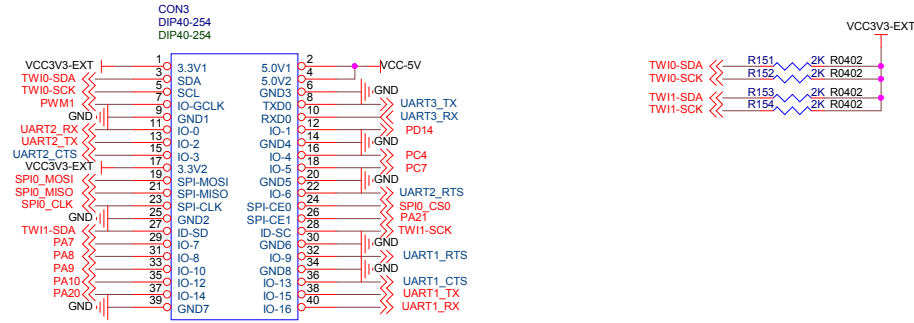 CON3
DIP40-254
DIP40-254
VCC3V3-EXT 1 3.3V1 5.0V1 2 VCC-5V
TWI0-SDA 3 SDA 5.0V2 4
TWI0-SCK 5 SCL GND3 6 GND
PWM1 7 IO-GCLK TXD0 8 UART3_TX
GND 9 GND1 RXD0 10 UART3_RX
UART2_RX 11 IO-0 IO-1 12 PD14
UART2_TX 13 IO-2 GND4 14 GND
UART2_CTS 15 IO-3 IO-4 16 PC4
VCC3V3-EXT 17 3.3V2 IO-5 18 PC7
SPI0_MOSI 19 SPI-MOSI GND5 20 GND
SPI0_MISO 21 SPI-MISO IO-6 22 UART2_RTS
SPI0_CLK 23 SPI-CLK SPI-CE0 24 SPI0_CS0
GND 25 GND2 SPI-CE1 26 PA21
TWI1-SDA 27 ID-SD ID-SC 28 TWI1-SCK
PA7 29 IO-7 GND6 30 GND
PA8 31 IO-8 IO-9 32 UART1_RTS
PA9 33 IO-10 GND8 34 GND
PA10 35 IO-12 IO-13 36 UART1_CTS
PA20 37 IO-14 IO-15 38 UART1_TX
GND 39 GND7 IO-16 40 UART1_RX
VCC3V3-EXT
TWI0-SDA R151 2K R0402
TWI0-SCK R152 2K R0402
TWI1-SDA R153 2K R0402
TWI1-SCK R154 2K R0402